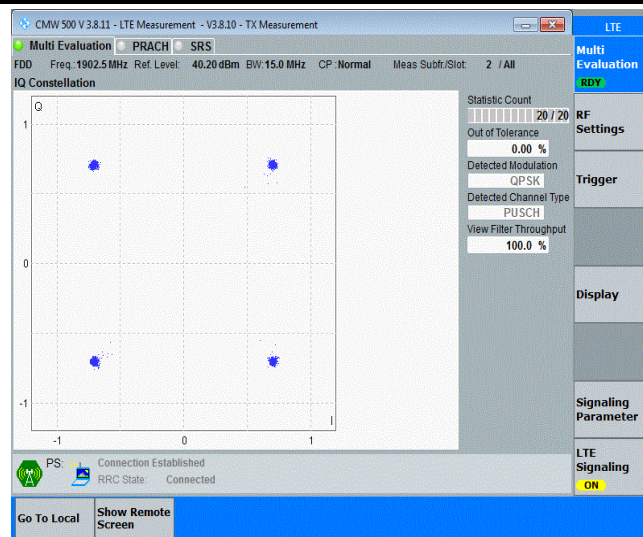 CMW 500 V 3.8.11 - LTE Measurement - V3.8.10 - TX Measurement
LTE
Multi Evaluation PRACH SRS
Multi
Evaluation
RDY
FDD Freq.:1902.5 MHz Ref. Level: 40.20 dBm BW:15.0 MHz CP :Normal Meas Subfr./Slot: 2 / All
IQ Constellation
Q
1
0
-1
I
-1 0 1
Statistic Count
20 / 20
Out of Tolerance
0.00 %
Detected Modulation
QPSK
Detected Channel Type
PUSCH
View Filter Throughput
100.0 %
RF
Settings
Trigger
Display
Signaling
Parameter
LTE
Signaling
ON
PS: Connection Established
RRC State: Connected
Go To Local
Show Remote
Screen